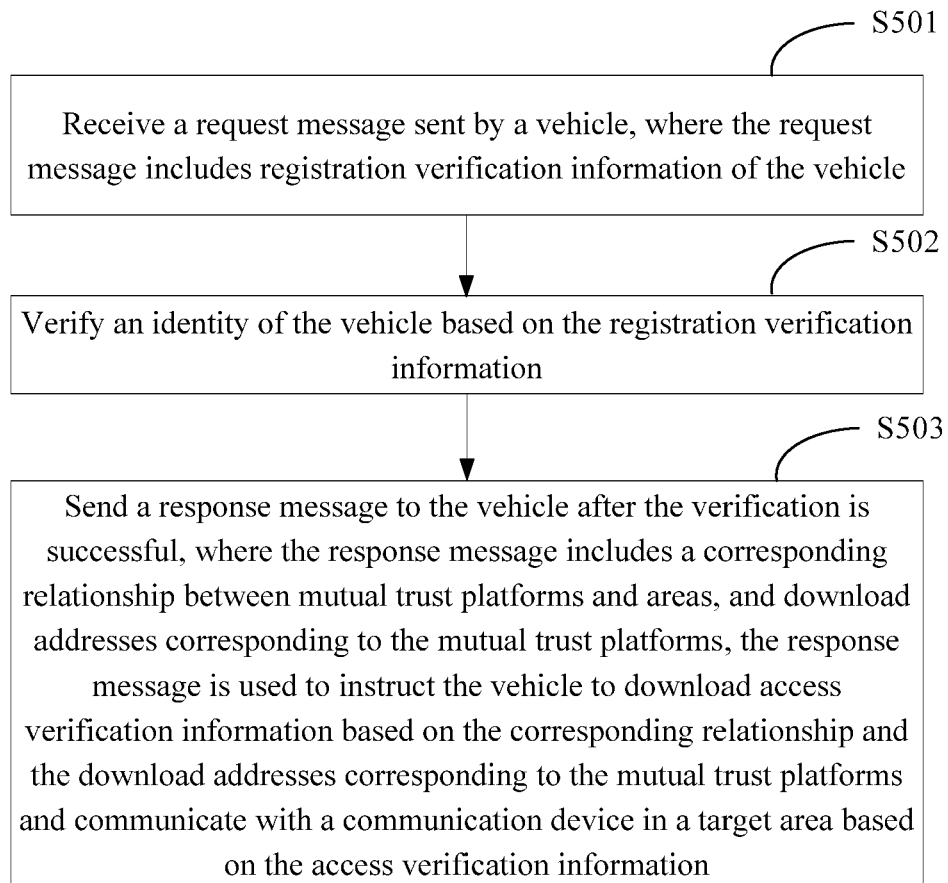 S501
Receive a request message sent by a vehicle, where the request
message includes registration verification information of the vehicle
S502
Verify an identity of the vehicle based on the registration verification
information
S503
Send a response message to the vehicle after the verification is
successful, where the response message includes a corresponding
relationship between mutual trust platforms and areas, and download
addresses corresponding to the mutual trust platforms, the response
message is used to instruct the vehicle to download access
verification information based on the corresponding relationship and
the download addresses corresponding to the mutual trust platforms
and communicate with a communication device in a target area based
on the access verification information